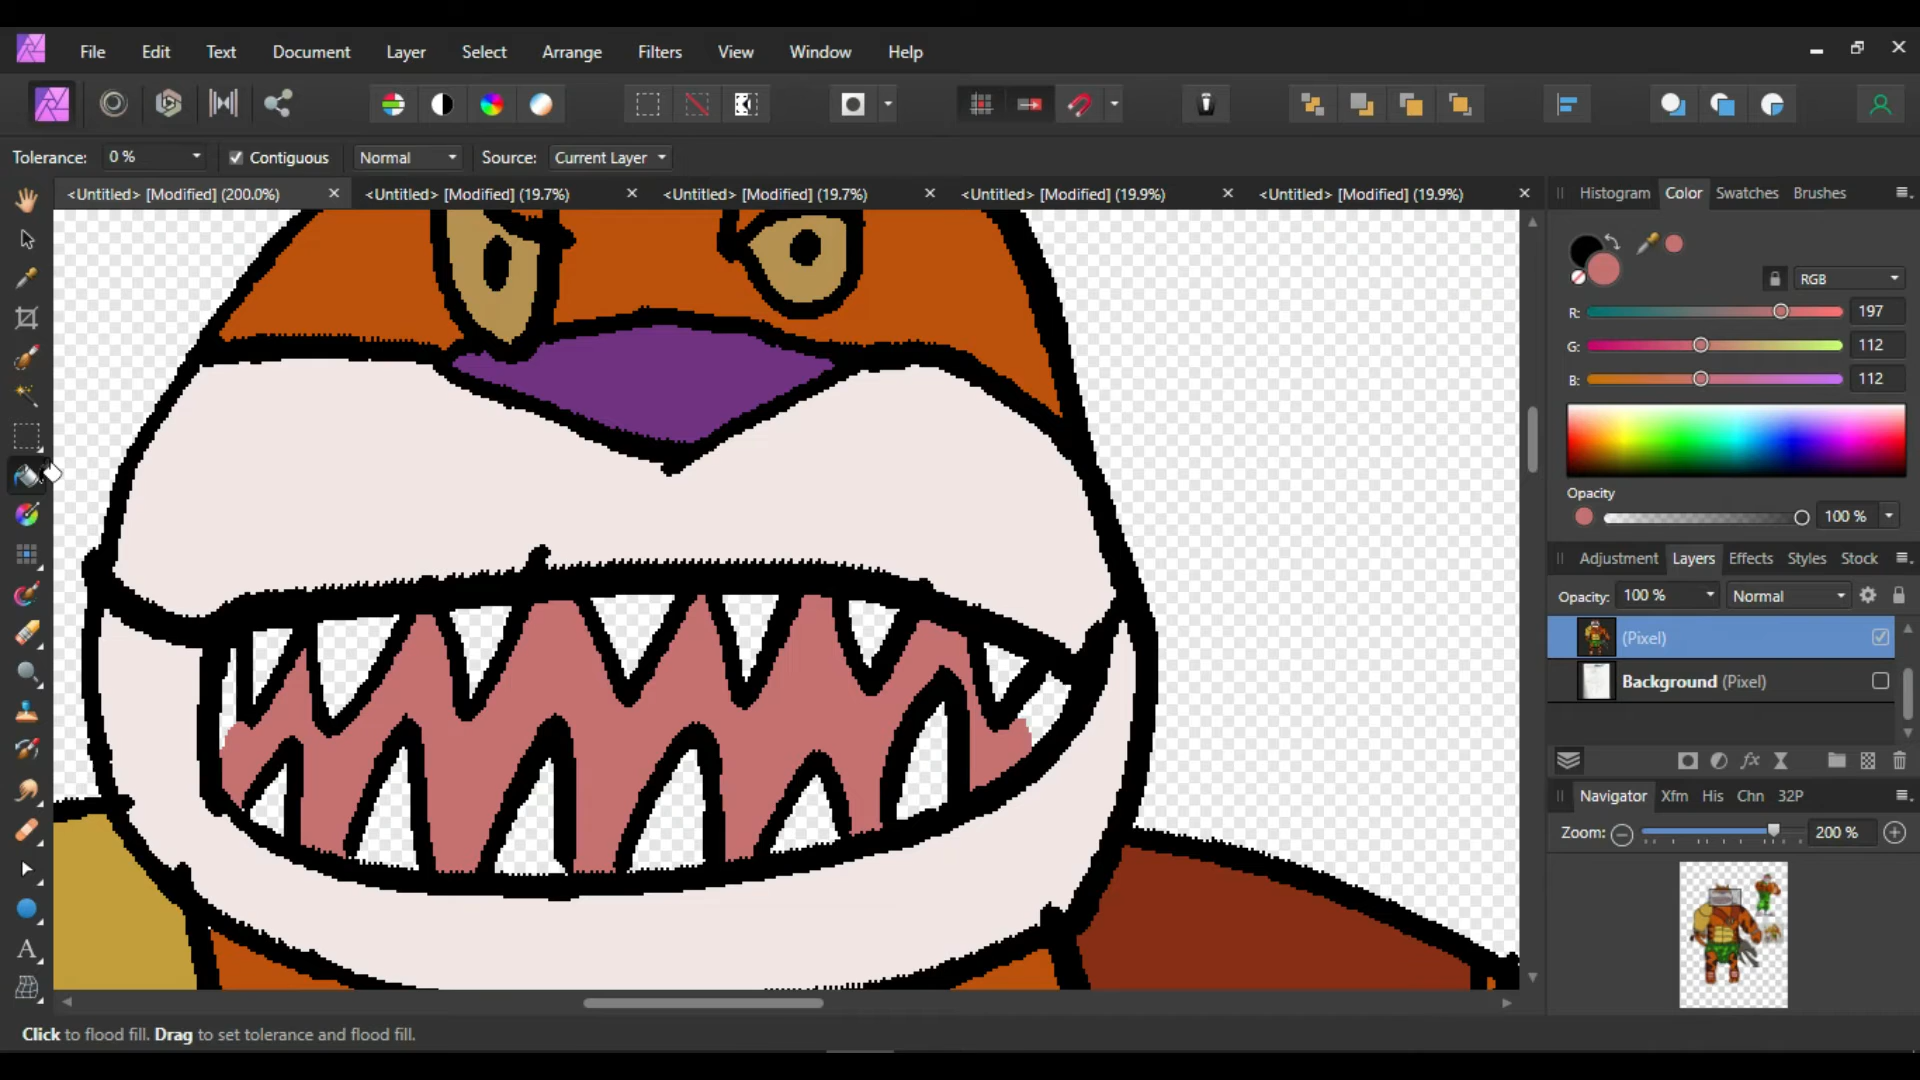 File Edit Text Document Layer Select Arrange Filters View Window Help
Tolerance: 0 % Contiguous Normal Source: Current Layer
<Untitled> [Modified] (200.0%) <Untitled> [Modified] (19.7%) <Untitled> [Modified] (19.7%) <Untitled> [Modified] (19.9%) <Untitled> [Modified] (19.9%)
Histogram Color Swatches Brushes
RGB
R: 197
G: 112
B: 112
Opacity
100 %
Adjustment Layers Effects Styles Stock
Opacity: 100 % Normal
(Pixel)
Background (Pixel)
Navigator Xfm His Chn 32P
Zoom: 200 %
Click to flood fill. Drag to set tolerance and flood fill.